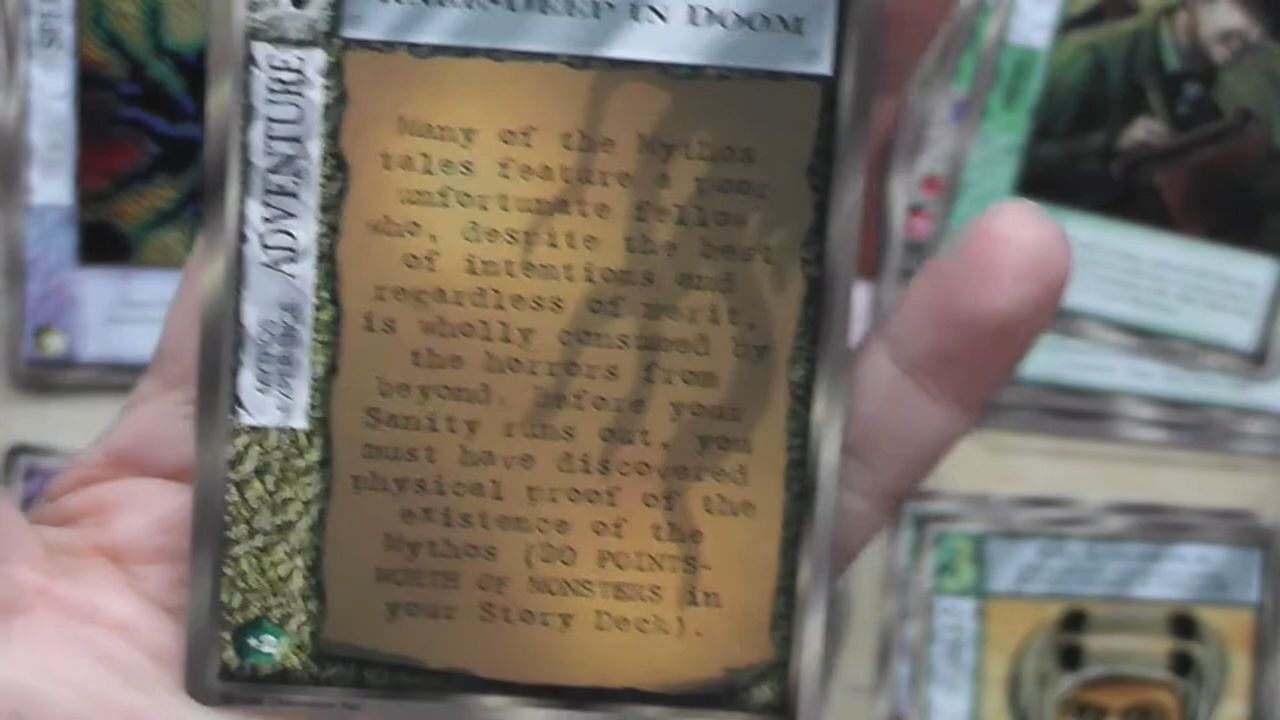 DEEP IN DOOM
ADVENTURE
Many of the Mythos
tales feature a poor
unfortunate fellow
who, despite the best
of intentions and
regardless of merit,
is wholly consumed by
the horrors from
beyond. Before your
Sanity runs out, you
must have discovered
physical proof of the
existence of the
Mythos (20 POINTS-
WORTH OF MONSTERS in
your Story Deck).